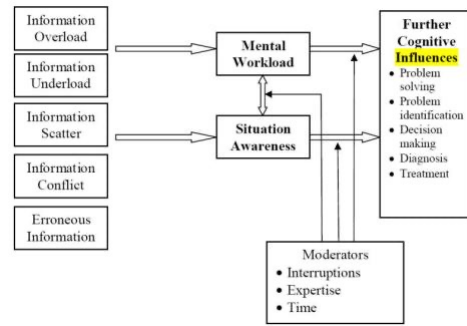 Information
Overload
Information
Underload
Information
Scatter
Information
Conflict
Erroneous
Information
Mental
Workload
Situation
Awareness
Further
Cognitive
Influences
• Problem
solving
• Problem
identification
• Decision
making
• Diagnosis
• Treatment
Moderators
• Interruptions
• Expertise
• Time